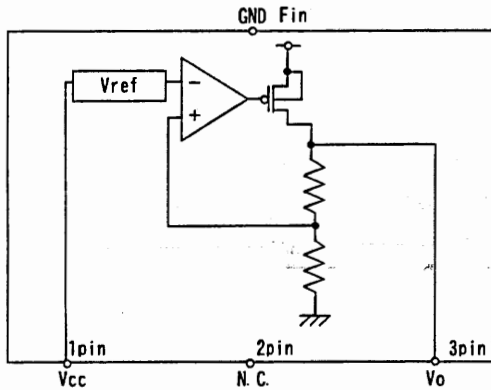 GND Fin
Vref
−
+
1pin
2pin
3pin
Vcc
N.C.
Vo